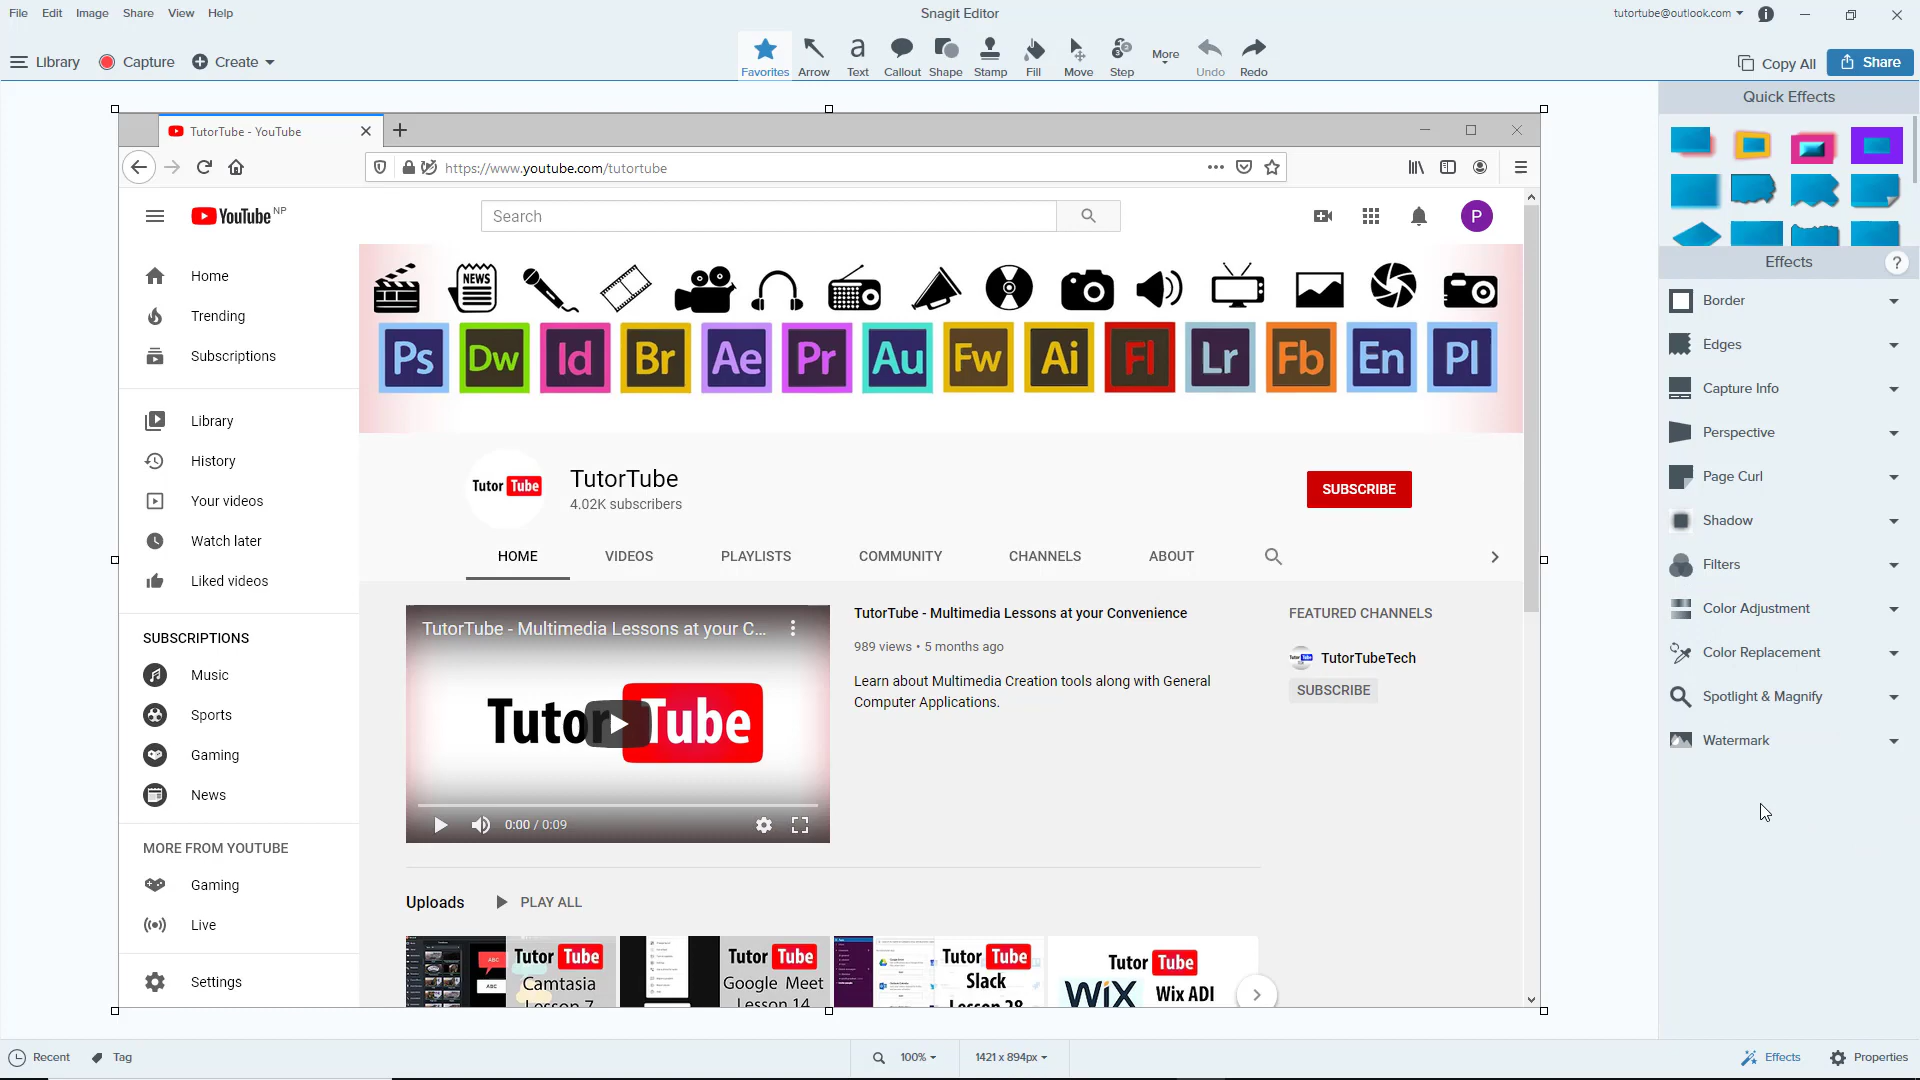 File Edit Image Share View Help
Snagit Editor
tutortube@outlook.com
Library Capture Create
Favorites Arrow Text Callout Shape Stamp Fill Move Step More Undo Redo
Copy All Share
Quick Effects
TutorTube - YouTube
https://www.youtube.com/tutortube
YouTube NP
Search
P
Home
Trending
Subscriptions
Library
History
Your videos
Watch later
Liked videos
SUBSCRIPTIONS
Music
Sports
Gaming
News
MORE FROM YOUTUBE
Gaming
Live
Settings
NEWS
Ps Dw Id Br Ae Pr Au Fw Ai Fl Lr Fb En Pl
Tutor Tube
TutorTube
4.02K subscribers
SUBSCRIBE
HOME VIDEOS PLAYLISTS COMMUNITY CHANNELS ABOUT
TutorTube - Multimedia Lessons at your C...
Tutor Tube
0:00 / 0:09
TutorTube - Multimedia Lessons at your Convenience
989 views • 5 months ago
Learn about Multimedia Creation tools along with General
Computer Applications.
FEATURED CHANNELS
TutorTubeTech
SUBSCRIBE
Uploads PLAY ALL
ABC
ABC
Tutor Tube
Camtasia
Lesson 7
Tutor Tube
Google Meet
Lesson 14
Tutor Tube
Slack
Lesson 28
Tutor Tube
WIX Wix ADI
Effects ?
Border
Edges
Capture Info
Perspective
Page Curl
Shadow
Filters
Color Adjustment
Color Replacement
Spotlight & Magnify
Watermark
Recent Tag
100%
1421 x 894px
Effects Properties